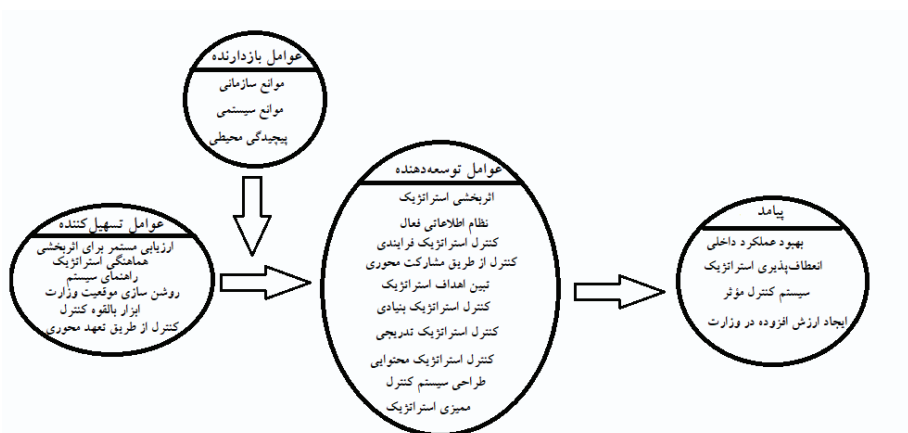 عوامل بازدارنده
موانع سازمانی
موانع سیستمی
پیچیدگی محیطی
عوامل تسهیل‌کننده
ارزیابی مستمر برای اثربخشی
هماهنگی استراتژیک
راهنمای سیستم
روشن سازی موقعیت وزارت
ابزار بالقوه کنترل
کنترل از طریق تعهد محوری
عوامل توسعه‌دهنده
اثربخشی استراتژیک
نظام اطلاعاتی فعال
کنترل استراتژیک فرایندی
کنترل از طریق مشارکت محوری
تبین اهداف استراتژیک
کنترل استراتژیک بنیادی
کنترل استراتژیک تدریجی
کنترل استراتژیک محتوایی
طراحی سیستم کنترل
ممیزی استراتژیک
پیامد
بهبود عملکرد داخلی
انعطاف‌پذیری استراتژیک
سیستم کنترل مؤثر
ایجاد ارزش افزوده در وزارت